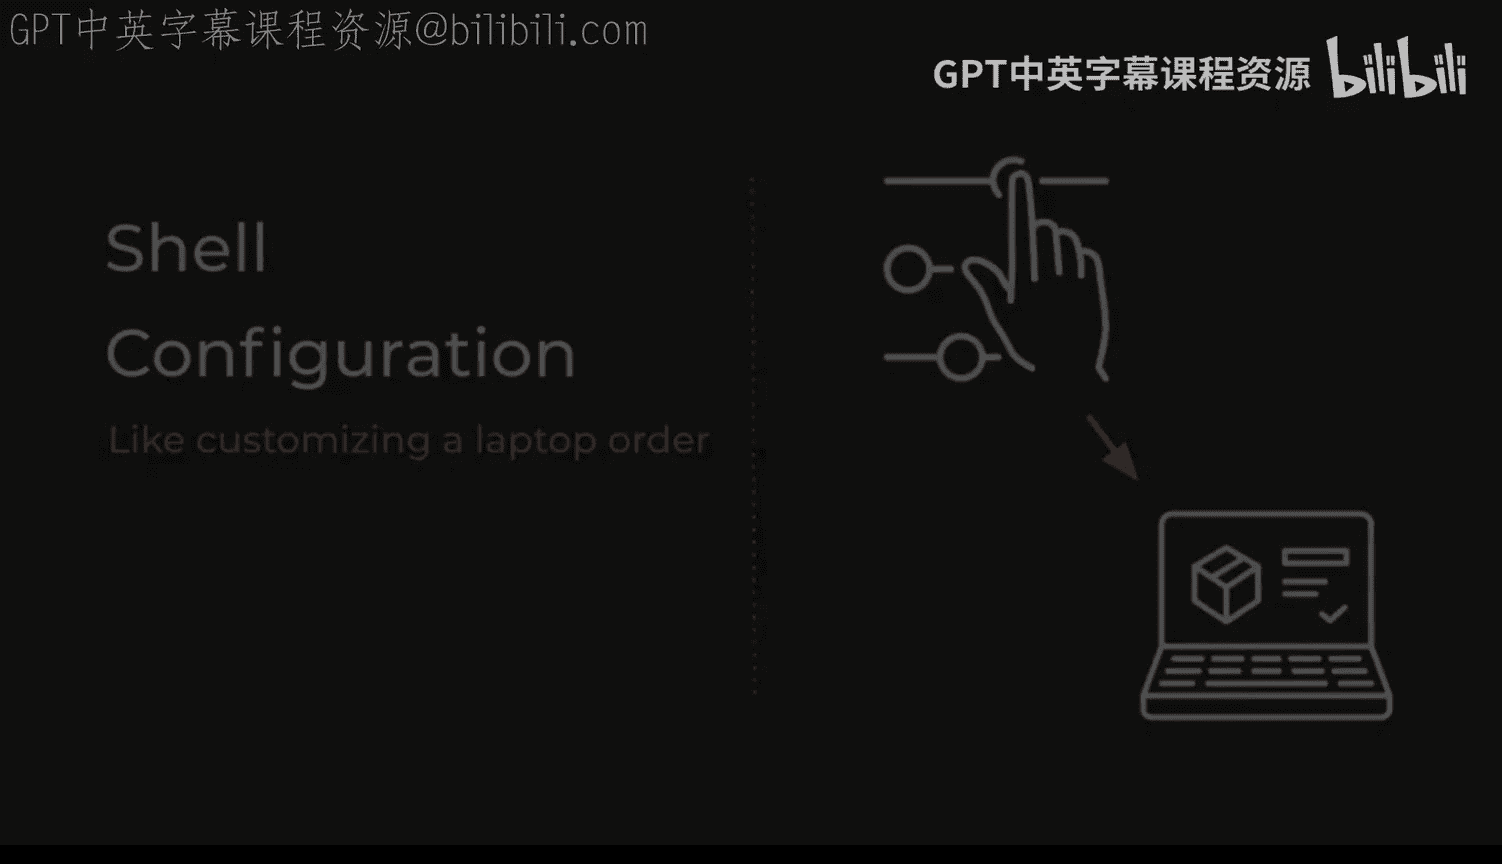 GPT中英字幕课程资源@bilibili.com
GPT中英字幕课程资源 bilibili
Shell
Configuration
Like customizing a laptop order